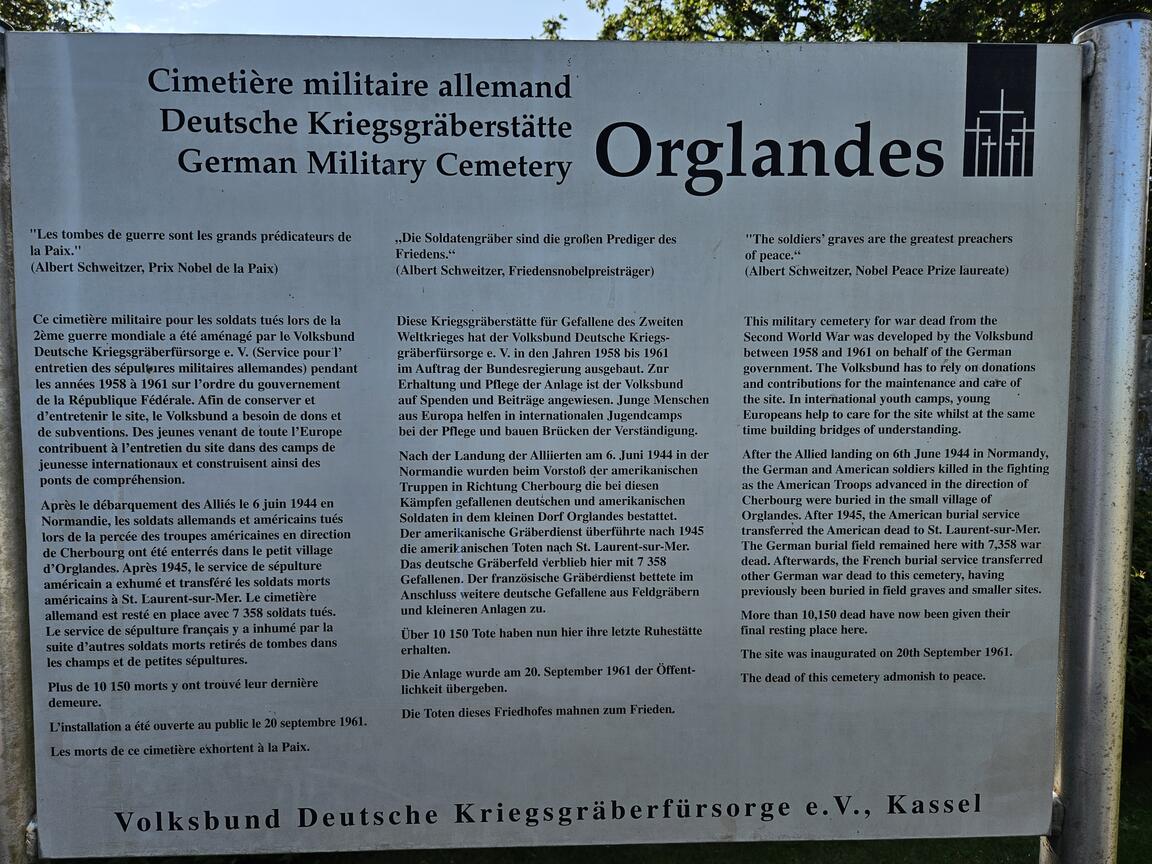 Cimetière militaire allemand
Deutsche Kriegsgräberstätte
German Military Cemetery
Orglandes
"Les tombes de guerre sont les grands prédicateurs de
la Paix."
(Albert Schweitzer, Prix Nobel de la Paix)
Ce cimetière militaire pour les soldats tués lors de la
2ème guerre mondiale a été aménagé par le Volksbund
Deutsche Kriegsgräberfürsorge e. V. (Service pour l'
entretien des sépultures militaires allemandes) pendant
les années 1958 à 1961 sur l'ordre du gouvernement
de la République Fédérale. Afin de conserver et
d'entretenir le site, le Volksbund a besoin de dons et
de subventions. Des jeunes venant de toute l'Europe
contribuent à l'entretien du site dans des camps de
jeunesse internationaux et construisent ainsi des
ponts de compréhension.
Après le débarquement des Alliés le 6 juin 1944 en
Normandie, les soldats allemands et américains tués
lors de la percée des troupes américaines en direction
de Cherbourg ont été enterrés dans le petit village
d'Orglandes. Après 1945, le service de sépulture
américain a exhumé et transféré les soldats morts
américains à St. Laurent-sur-Mer. Le cimetière
allemand est resté en place avec 7 358 soldats tués.
Le service de sépulture français y a inhumé par la
suite d'autres soldats morts retirés de tombes dans
les champs et de petites sépultures.
Plus de 10 150 morts y ont trouvé leur dernière
demeure.
L'installation a été ouverte au public le 20 septembre 1961.
Les morts de ce cimetière exhortent à la Paix.
„Die Soldatengräber sind die großen Prediger des
Friedens.“
(Albert Schweitzer, Friedensnobelpreisträger)
Diese Kriegsgräberstätte für Gefallene des Zweiten
Weltkrieges hat der Volksbund Deutsche Kriegs-
gräberfürsorge e. V. in den Jahren 1958 bis 1961
im Auftrag der Bundesregierung ausgebaut. Zur
Erhaltung und Pflege der Anlage ist der Volksbund
auf Spenden und Beiträge angewiesen. Junge Menschen
aus Europa helfen in internationalen Jugendcamps
bei der Pflege und bauen Brücken der Verständigung.
Nach der Landung der Alliierten am 6. Juni 1944 in der
Normandie wurden beim Vorstoß der amerikanischen
Truppen in Richtung Cherbourg die bei diesen
Kämpfen gefallenen deutschen und amerikanischen
Soldaten in dem kleinen Dorf Orglandes bestattet.
Der amerikanische Gräberdienst überführte nach 1945
die amerikanischen Toten nach St. Laurent-sur-Mer.
Das deutsche Gräberfeld verblieb hier mit 7 358
Gefallenen. Der französische Gräberdienst bettete im
Anschluss weitere deutsche Gefallene aus Feldgräbern
und kleineren Anlagen zu.
Über 10 150 Tote haben nun hier ihre letzte Ruhestätte
erhalten.
Die Anlage wurde am 20. September 1961 der Öffent-
lichkeit übergeben.
Die Toten dieses Friedhofes mahnen zum Frieden.
"The soldiers' graves are the greatest preachers
of peace.“
(Albert Schweitzer, Nobel Peace Prize laureate)
This military cemetery for war dead from the
Second World War was developed by the Volksbund
between 1958 and 1961 on behalf of the German
government. The Volksbund has to rely on donations
and contributions for the maintenance and care of
the site. In international youth camps, young
Europeans help to care for the site whilst at the same
time building bridges of understanding.
After the Allied landing on 6th June 1944 in Normandy,
the German and American soldiers killed in the fighting
as the American Troops advanced in the direction of
Cherbourg were buried in the small village of
Orglandes. After 1945, the American burial service
transferred the American dead to St. Laurent-sur-Mer.
The German burial field remained here with 7,358 war
dead. Afterwards, the French burial service transferred
other German war dead to this cemetery, having
previously been buried in field graves and smaller sites.
More than 10,150 dead have now been given their
final resting place here.
The site was inaugurated on 20th September 1961.
The dead of this cemetery admonish to peace.
Volksbund Deutsche Kriegsgräberfürsorge e.V., Kassel